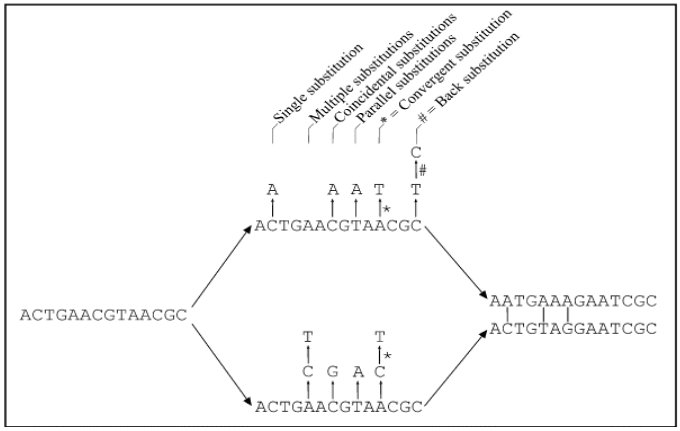 Single substitution
Multiple substitutions
Coincidental substitutions
Parallel substitutions
* = Convergent substitution
# = Back substitution
C
#
A A A T T
*
ACTGAACGTAACGC
ACTGAACGTAACGC
AATGAAAGAATCGC
ACTGTAGGAATCGC
T T
*
C G A C
ACTGAACGTAACGC